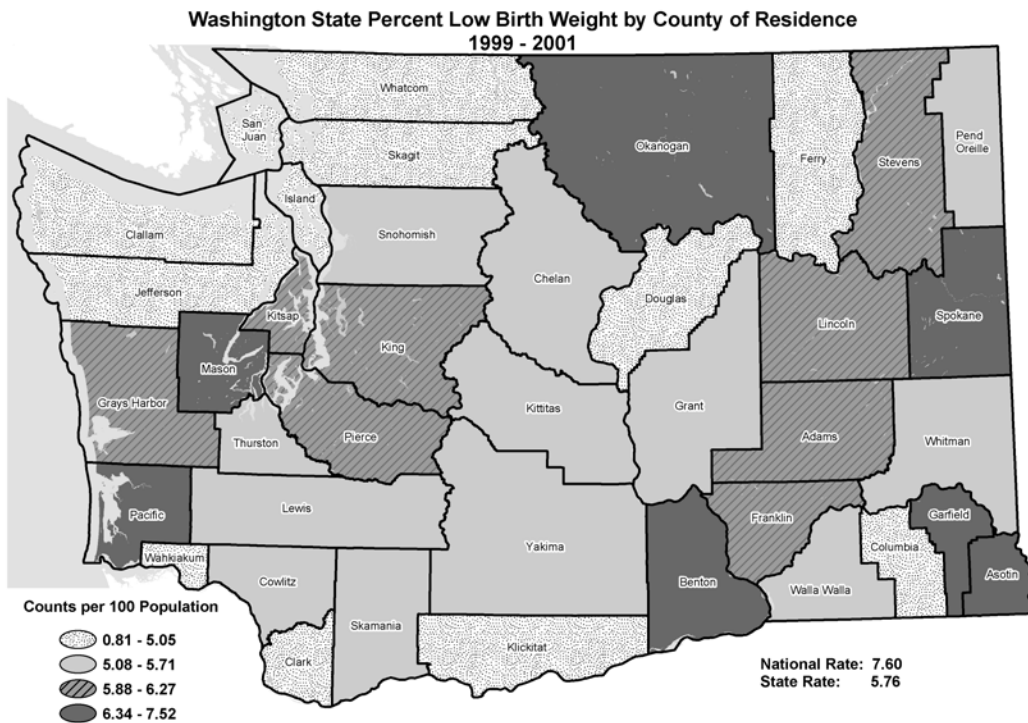 Washington State Percent Low Birth Weight by County of Residence
1999 - 2001
Whatcom
San
Juan
Skagit
Okanogan
Ferry
Stevens
Pend
Oreille
Island
Clallam
Snohomish
Chelan
Jefferson
Kitsap
Douglas
Lincoln
Spokane
Mason
King
Grays Harbor
Kittitas
Grant
Thurston
Pierce
Adams
Whitman
Pacific
Lewis
Franklin
Garfield
Wahkiakum
Yakima
Columbia
Cowlitz
Benton
Walla Walla
Asotin
Skamania
Klickitat
Clark
Counts per 100 Population
0.81 - 5.05
5.08 - 5.71
5.88 - 6.27
6.34 - 7.52
National Rate: 7.60
State Rate: 5.76